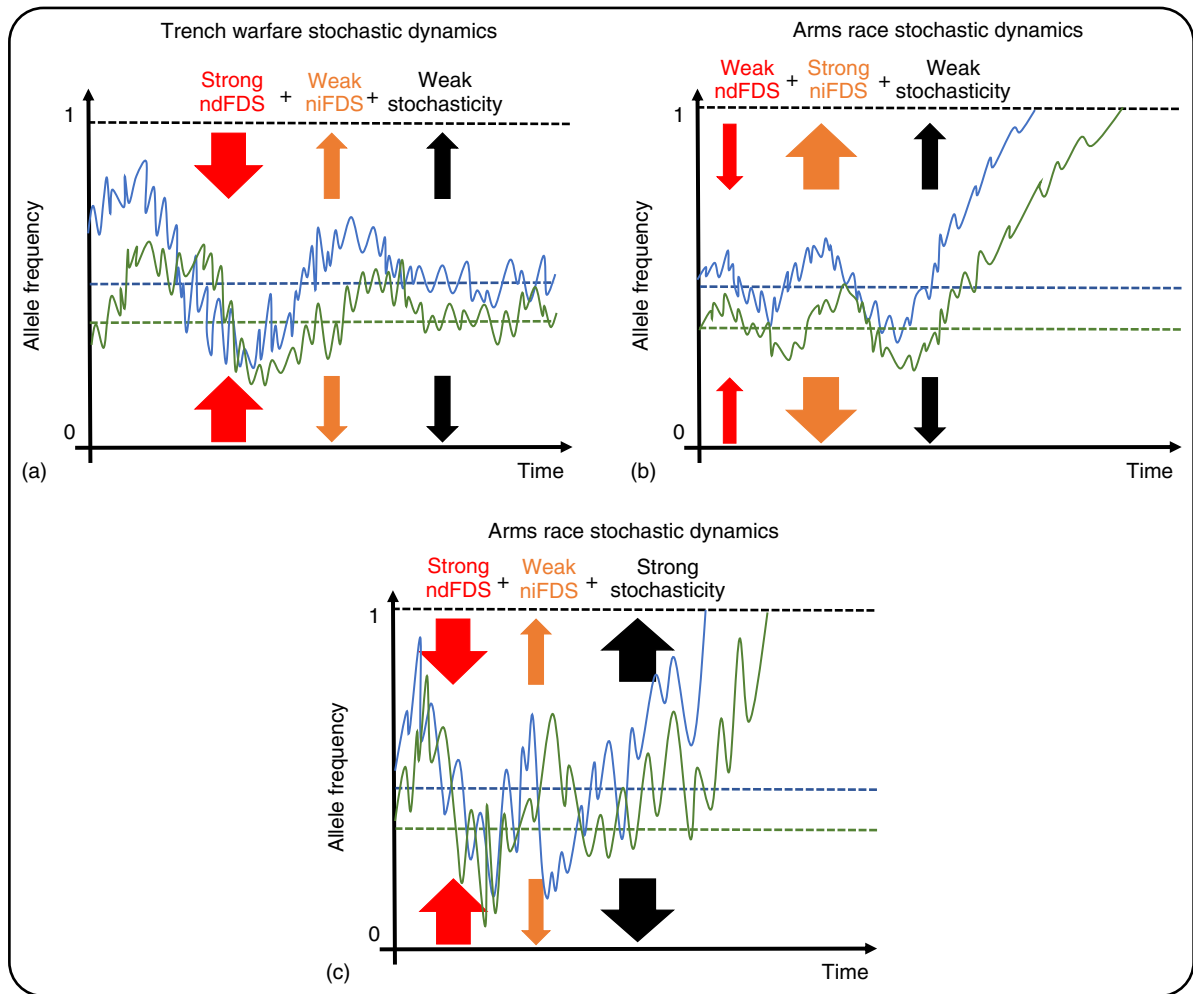 Trench warfare stochastic dynamics
Strong
ndFDS
+
Weak
niFDS
+
Weak
stochasticity
1
Allele frequency
0
Time
(a)
Arms race stochastic dynamics
Weak
ndFDS
+
Strong
niFDS
+
Weak
stochasticity
1
Allele frequency
0
Time
(b)
Arms race stochastic dynamics
Strong
ndFDS
+
Weak
niFDS
+
Strong
stochasticity
1
Allele frequency
0
Time
(c)